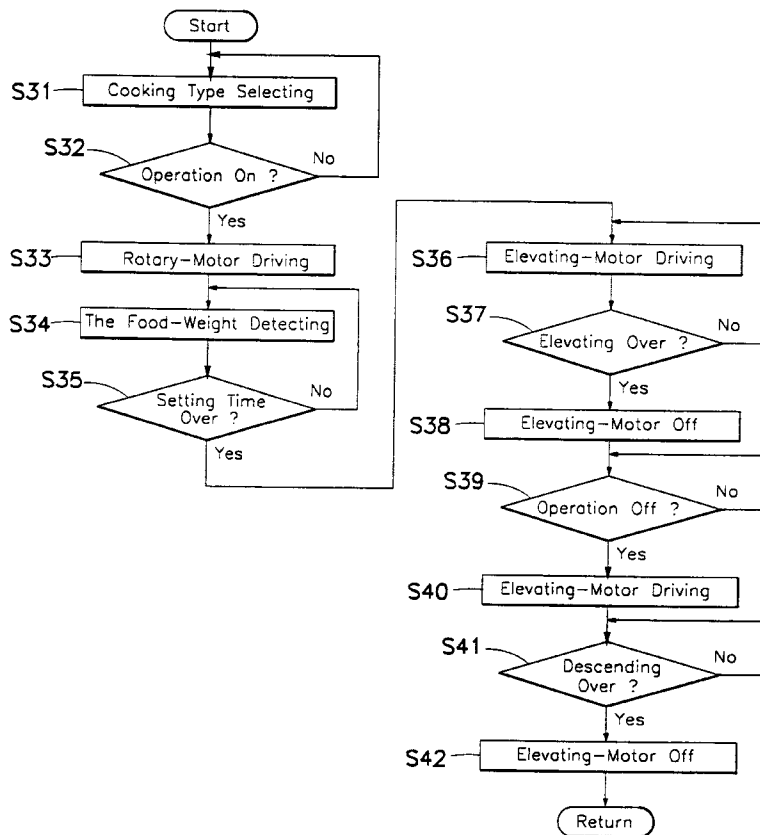 Start
S31
Cooking Type Selecting
S32
Operation On ?
No
Yes
S33
Rotary-Motor Driving
S34
The Food-Weight Detecting
S35
Setting Time
Over ?
No
Yes
S36
Elevating-Motor Driving
S37
Elevating Over ?
No
Yes
S38
Elevating-Motor Off
S39
Operation Off ?
No
Yes
S40
Elevating-Motor Driving
S41
Descending
Over ?
No
Yes
S42
Elevating-Motor Off
Return